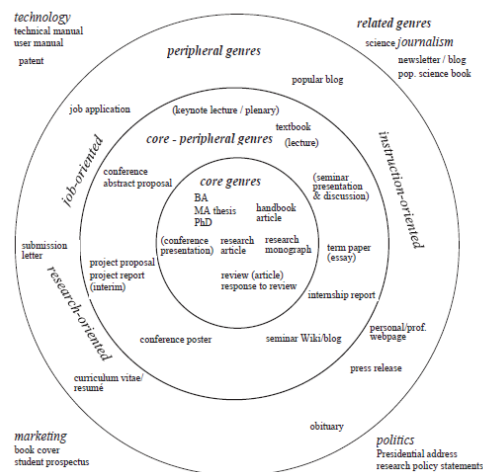 technology
technical manual
user manual
patent
related genres
science journalism
newsletter / blog
pop. science book
peripheral genres
popular blog
job application
(keynote lecture / plenary)
textbook
(lecture)
core - peripheral genres
job-oriented
instruction-oriented
conference
abstract proposal
core genres
BA
MA thesis
PhD
handbook
article
(seminar
presentation
& discussion)
(conference
presentation)
research
article
research
monograph
term paper
(essay)
submission
letter
project proposal
project report
(interim)
review (article)
response to review
internship report
research-oriented
conference poster
seminar Wiki/blog
personal/prof.
webpage
press release
curriculum vitae/
resumé
obituary
marketing
book cover
student prospectus
politics
Presidential address
research policy statements